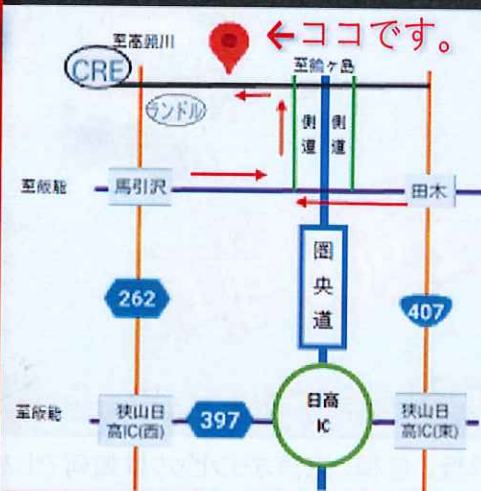 ←ココです。
至高麗川
CRE
至鶴ヶ島
ランドル
側道
側道
至飯能
馬引沢
田木
圏央道
262
407
至飯能
狭山日
高IC(西)
397
日高
IC
狭山日
高IC(東)